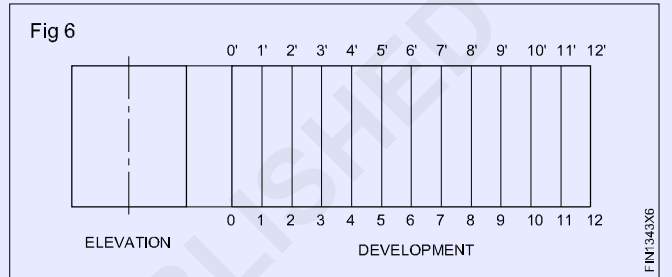 Fig 6
0' 1' 2' 3' 4' 5' 6' 7' 8' 9' 10' 11' 12'
0 1 2 3 4 5 6 7 8 9 10 11 12
ELEVATION DEVELOPMENT
FIN1343X6